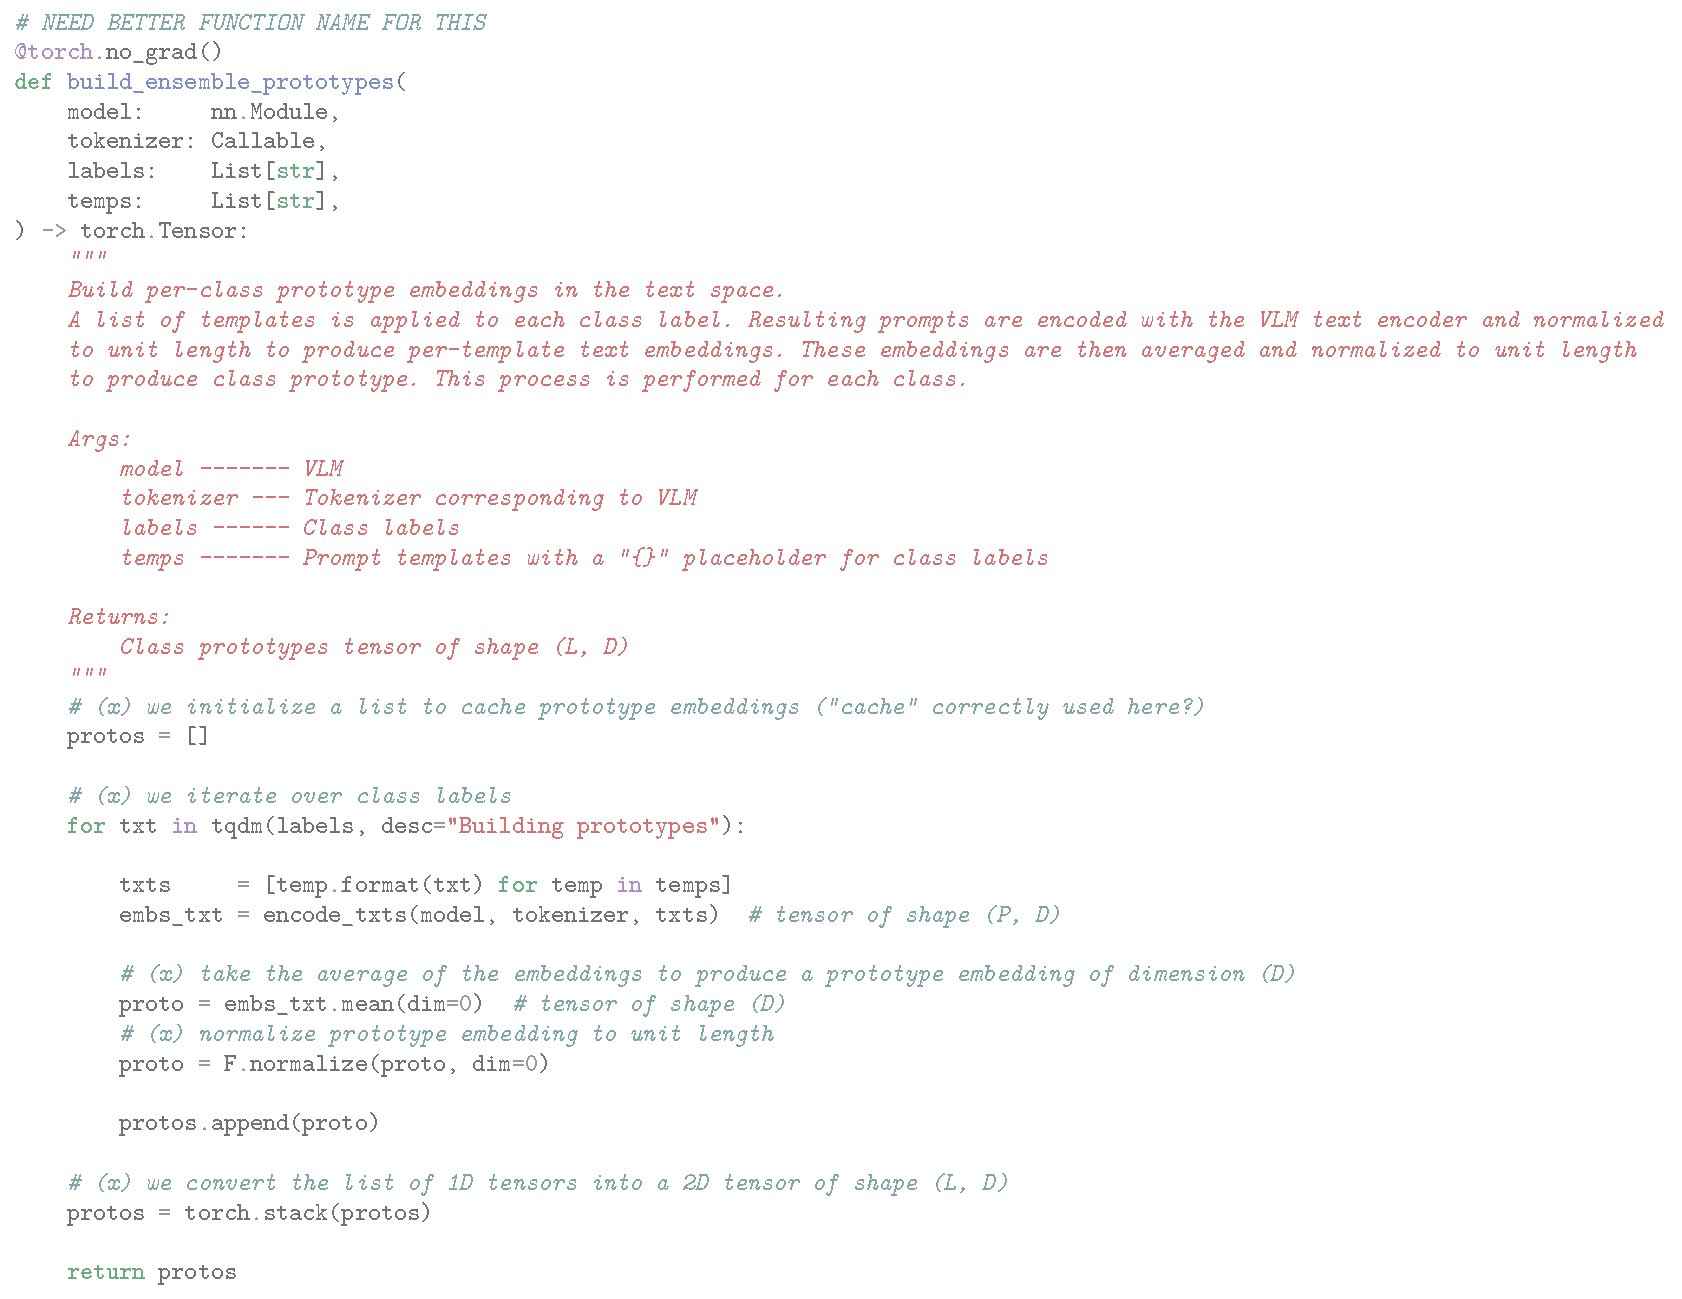 # NEED BETTER FUNCTION NAME FOR THIS
@torch.no_grad()
def build_ensemble_prototypes(
    model:     nn.Module,
    tokenizer: Callable,
    labels:    List[str],
    temps:     List[str],
) -> torch.Tensor:
    """
    Build per-class prototype embeddings in the text space.
    A list of templates is applied to each class label. Resulting prompts are encoded with the VLM text encoder and normalized
    to unit length to produce per-template text embeddings. These embeddings are then averaged and normalized to unit length
    to produce class prototype. This process is performed for each class.

    Args:
        model ------- VLM
        tokenizer --- Tokenizer corresponding to VLM
        labels ------ Class labels
        temps ------- Prompt templates with a "{}" placeholder for class labels

    Returns:
        Class prototypes tensor of shape (L, D)
    """
    # (x) we initialize a list to cache prototype embeddings ("cache" correctly used here?)
    protos = []

    # (x) we iterate over class labels
    for txt in tqdm(labels, desc="Building prototypes"):

        txts     = [temp.format(txt) for temp in temps]
        embs_txt = encode_txts(model, tokenizer, txts)  # tensor of shape (P, D)

        # (x) take the average of the embeddings to produce a prototype embedding of dimension (D)
        proto = embs_txt.mean(dim=0)  # tensor of shape (D)
        # (x) normalize prototype embedding to unit length
        proto = F.normalize(proto, dim=0)

        protos.append(proto)

    # (x) we convert the list of 1D tensors into a 2D tensor of shape (L, D)
    protos = torch.stack(protos)

    return protos